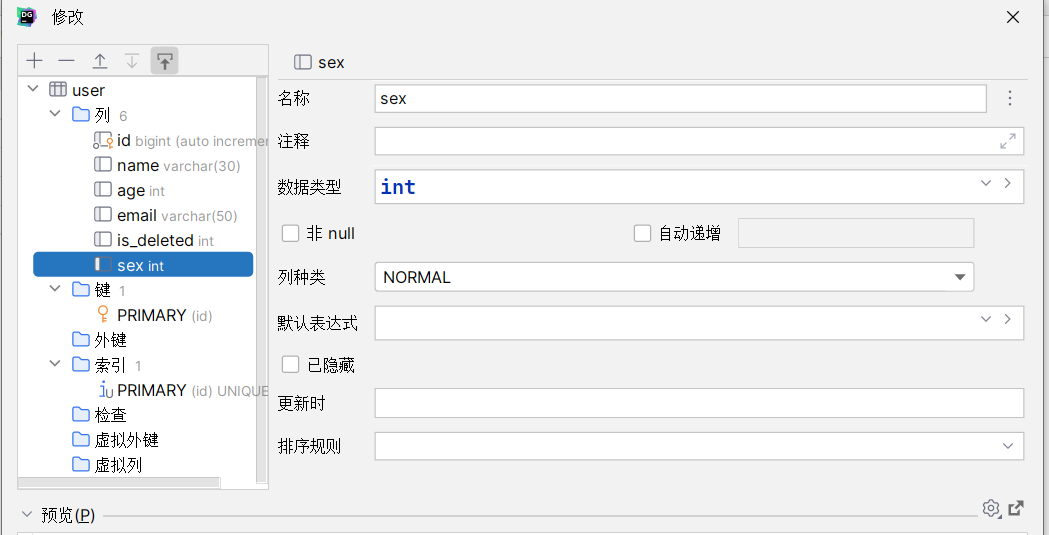 DG
修改
user
列 6
id bigint (auto incremen
name varchar(30)
age int
email varchar(50)
is_deleted int
sex int
键 1
PRIMARY (id)
外键
索引 1
iu PRIMARY (id) UNIQUE
检查
虚拟外键
虚拟列
sex
名称 sex
注释
数据类型 int
非 null 自动递增
列种类 NORMAL
默认表达式
已隐藏
更新时
排序规则
预览(P)